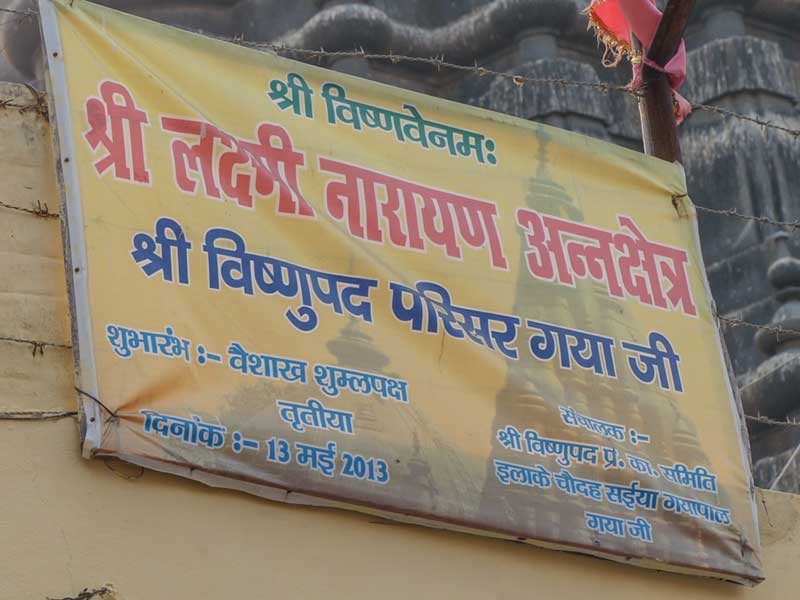 श्री विष्णवेनमः
श्री लक्ष्मी नारायण अन्नक्षेत्र
श्री विष्णुपद परिसर गया जी
शुभारंभ :- वैशाख शुम्लपक्ष
तृतीया
दिनांक :- 13 मई 2013
संचालक :-
श्री विष्णुपद प्रं. का. समिति
इलाके चौदह सईया गयापाल
गया जी